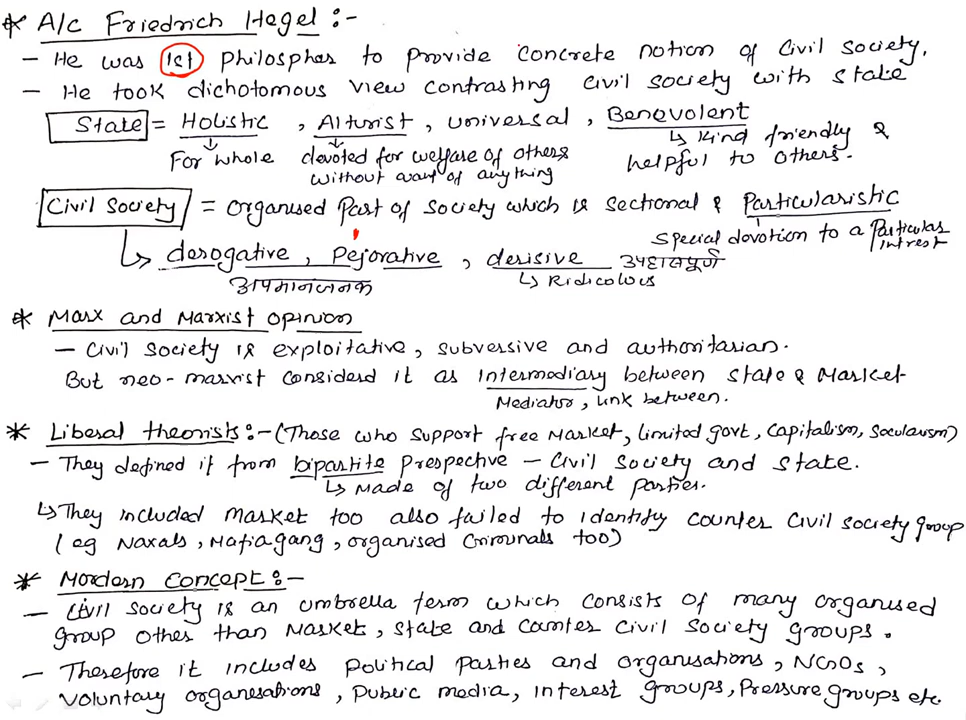 * A/c Friedrich Hegel :-
- He was 1st philospher to provide concrete notion of Civil Society.
- He took dichotomous view contrasting Civil society with State
State = Holistic , Alturist , universal , Benevolent
↳ Kind friendly &
For whole devoted for welfare of others helpful to others.
without want of anything
Civil Society = organised Part of Society which is sectional & Particularistic
special devotion to a Particular
intrest
↳ derogative , Pejorative , derisive उपहासपूर्ण
अपमानजनक ↳ Ridicolous
* Marx and Marxist opinion
- Civil Society is exploitative, subversive and authoritarian.
But neo-marxist considerd it as Intermediary between State & Market
Mediator, link between.
* Liberal theorists :- (Those who support free Market, limited govt, Capitalism, Secularism)
- They defined it from bipartite Prespective - Civil Society and State.
↳ Made of two different parties.
↳ They included Market too also failed to identify counter civil society group
(eg Naxals, Mafia gang, organised Criminals too)
* Mordern Concept :-
- Civil society is an umbrella term which consists of many organised
group other than Market, State and Counter Civil Society groups.
- Therefore it includes Political Parties and organisations, NGOs,
Voluntary organisations, Public media, Interest groups, Pressure groups etc.